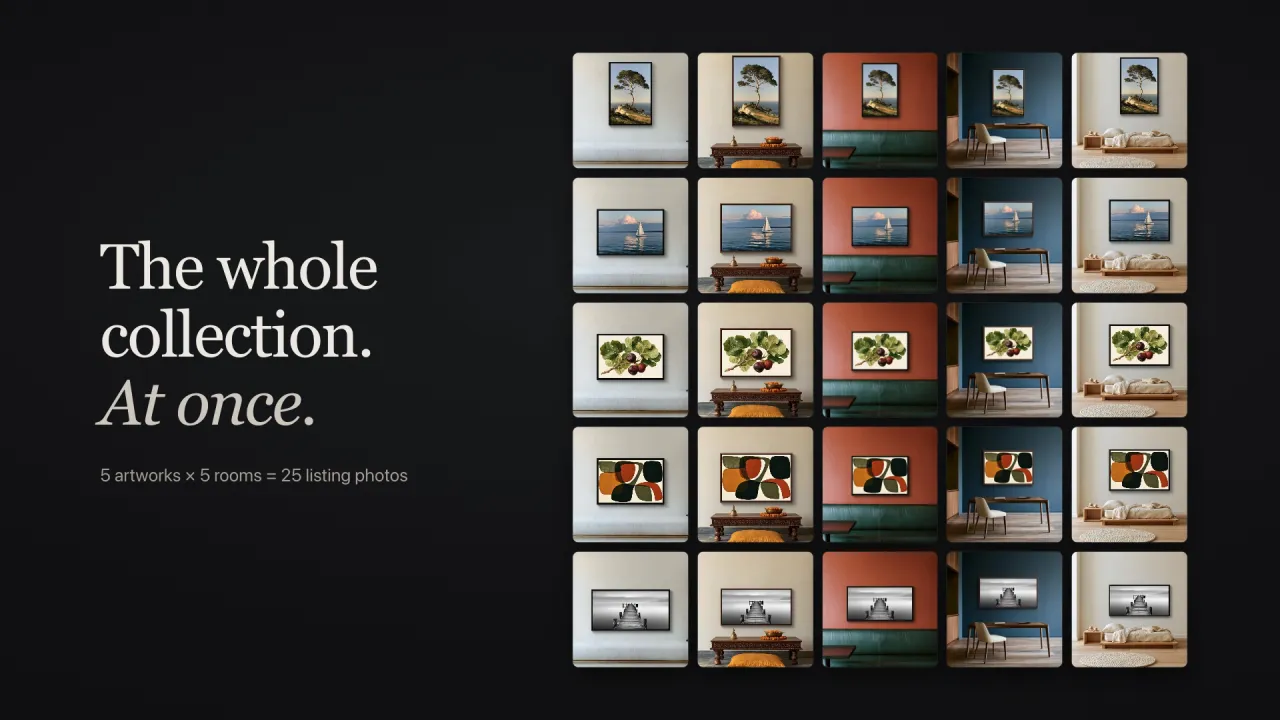 The whole
collection.
At once.
5 artworks × 5 rooms = 25 listing photos